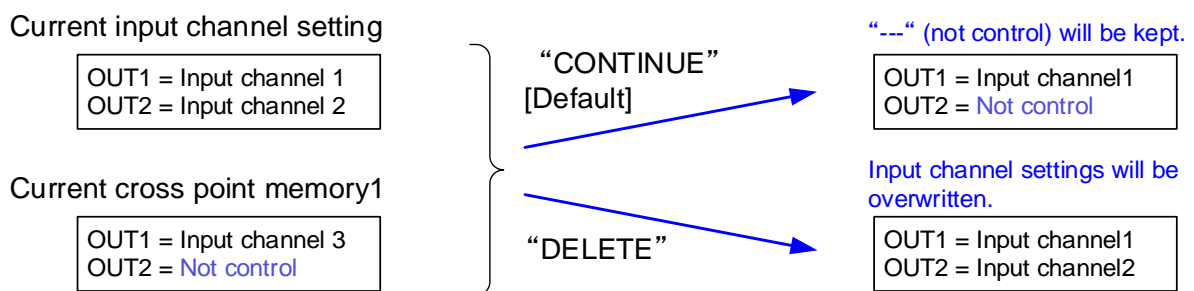 Current input channel setting
OUT1 = Input channel 1
OUT2 = Input channel 2
Current cross point memory1
OUT1 = Input channel 3
OUT2 = Not control
“CONTINUE”
[Default]
“DELETE”
“---“ (not control) will be kept.
OUT1 = Input channel1
OUT2 = Not control
Input channel settings will be
overwritten.
OUT1 = Input channel1
OUT2 = Input channel2